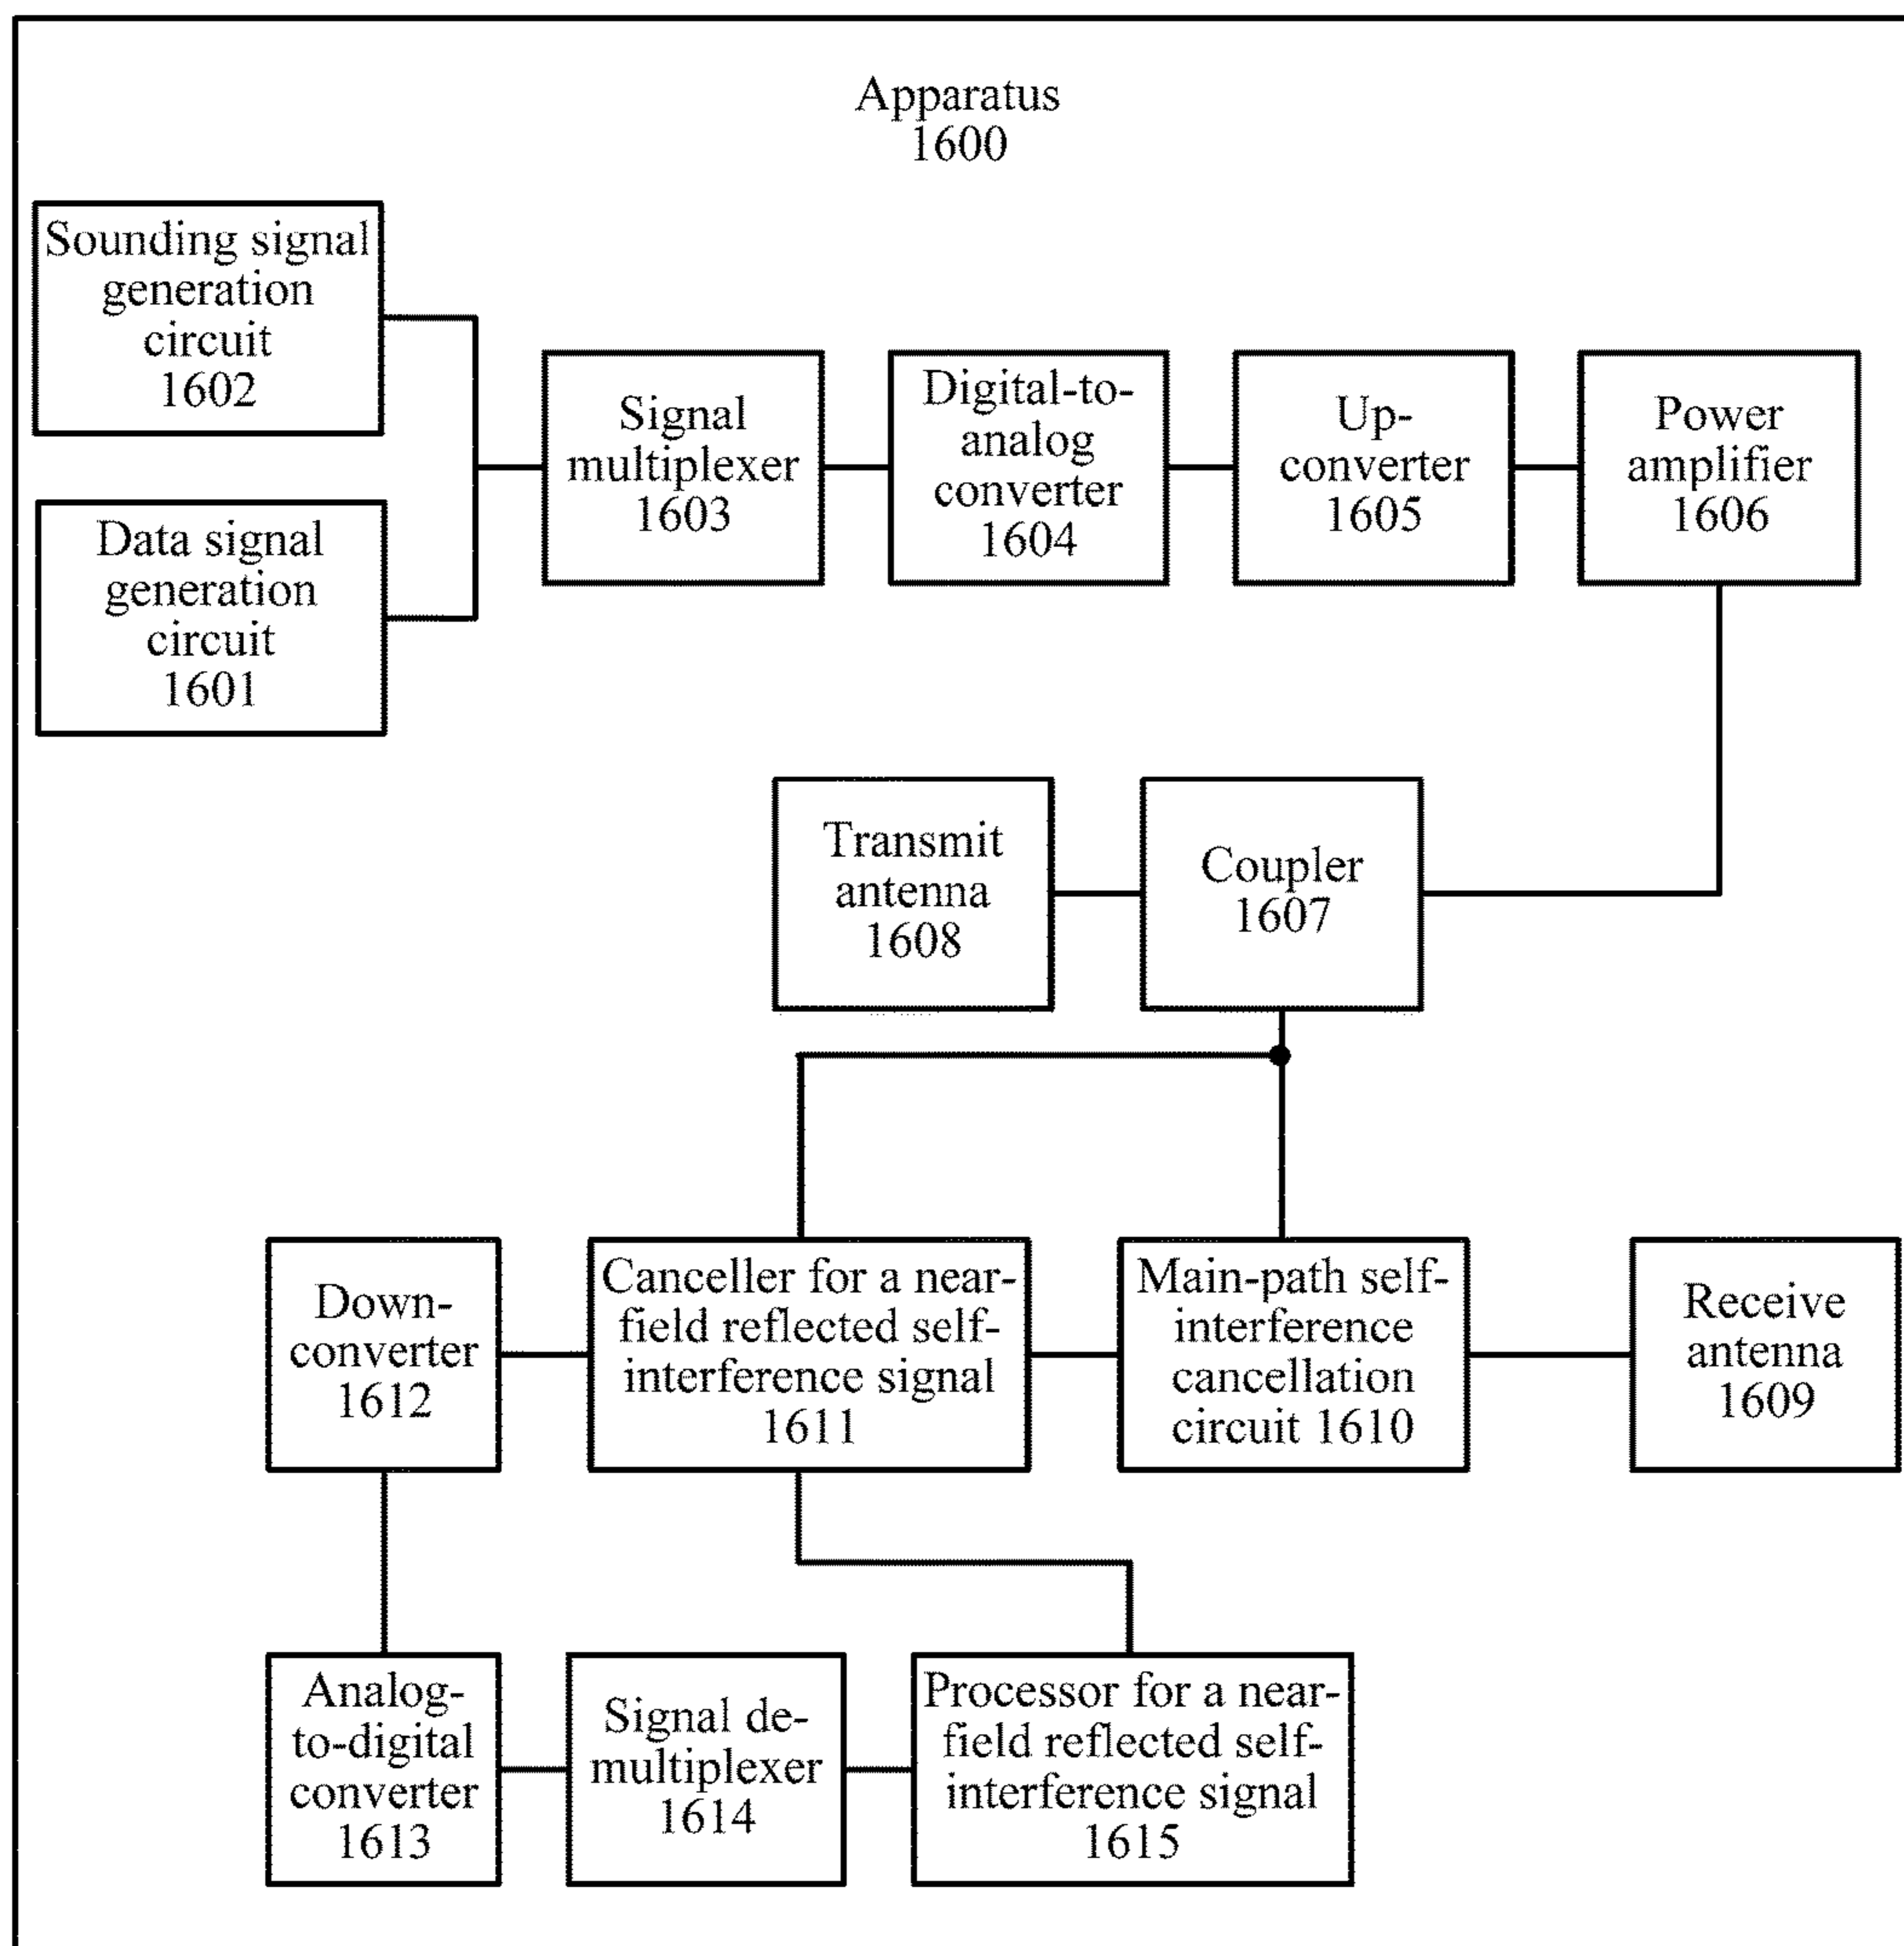 Apparatus
1600
Sounding signal
generation
circuit
1602
Data signal
generation
circuit
1601
Signal
multiplexer
1603
Digital-to-
analog
converter
1604
Up-
converter
1605
Power
amplifier
1606
Transmit
antenna
1608
Coupler
1607
Down-
converter
1612
Canceller for a near-
field reflected self-
interference signal
1611
Main-path self-
interference
cancellation
circuit 1610
Receive
antenna
1609
Analog-
to-digital
converter
1613
Signal de-
multiplexer
1614
Processor for a near-
field reflected self-
interference signal
1615